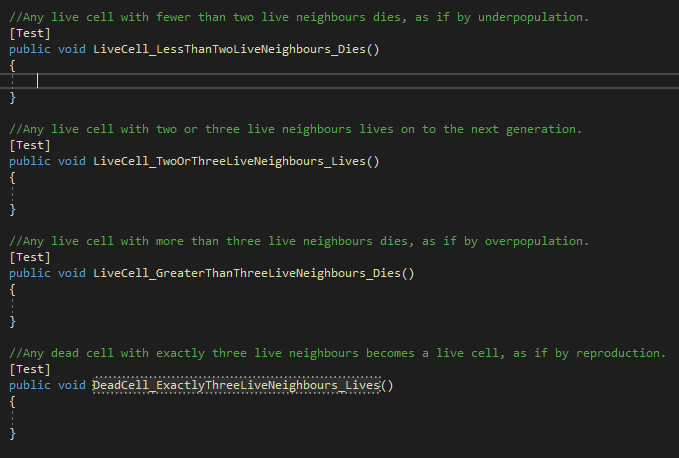 //Any live cell with fewer than two live neighbours dies, as if by underpopulation.
[Test]
public void LiveCell_LessThanTwoLiveNeighbours_Dies()
{
}
//Any live cell with two or three live neighbours lives on to the next generation.
[Test]
public void LiveCell_TwoOrThreeLiveNeighbours_Lives()
{
}
//Any live cell with more than three live neighbours dies, as if by overpopulation.
[Test]
public void LiveCell_GreaterThanThreeLiveNeighbours_Dies()
{
}
//Any dead cell with exactly three live neighbours becomes a live cell, as if by reproduction.
[Test]
public void DeadCell_ExactlyThreeLiveNeighbours_Lives()
{
}